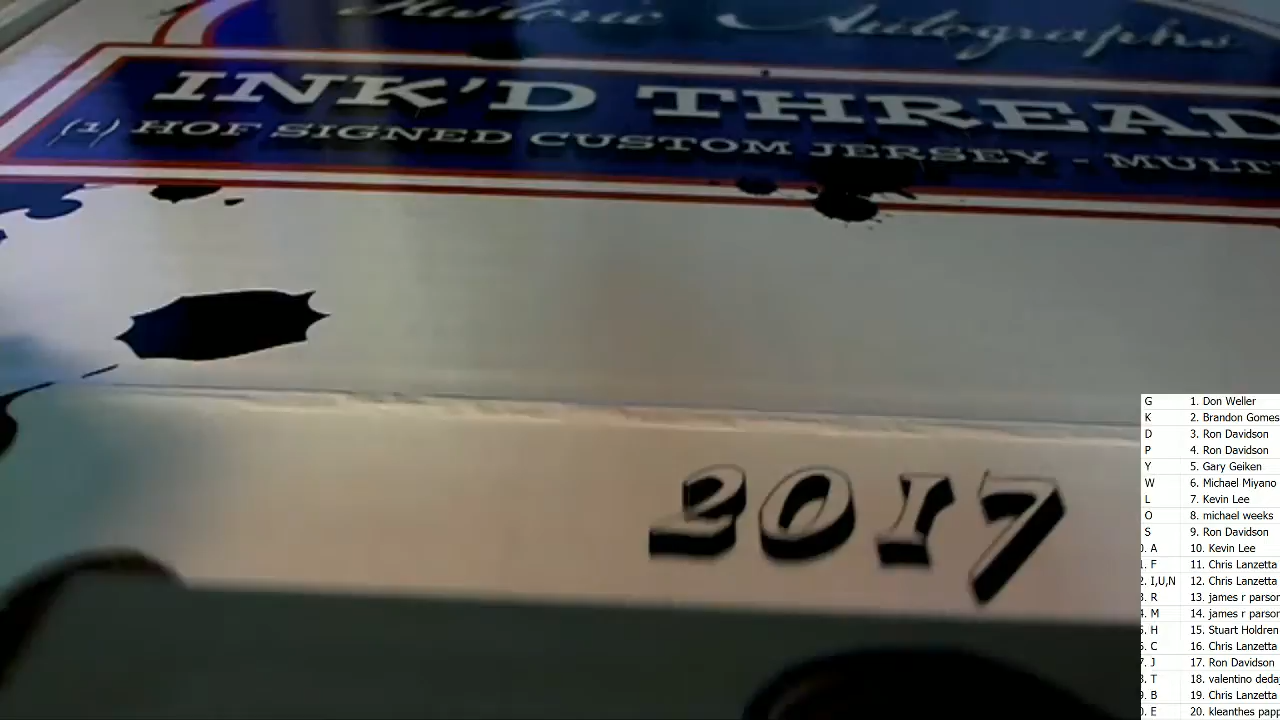 Historic Autographs
INK'D THREAD
(1) HOF SIGNED CUSTOM JERSEY - MULT
2017
G 1. Don Weller
K 2. Brandon Gomes
D 3. Ron Davidson
P 4. Ron Davidson
Y 5. Gary Geiken
W 6. Michael Miyano
L 7. Kevin Lee
O 8. michael weeks
S 9. Ron Davidson
. A 10. Kevin Lee
. F 11. Chris Lanzetta
. I,U,N 12. Chris Lanzetta
. R 13. james r parson
. M 14. james r parson
. H 15. Stuart Holdren
. C 16. Chris Lanzetta
. J 17. Ron Davidson
. T 18. valentino deda
. B 19. Chris Lanzetta
. E 20. kleanthes papp